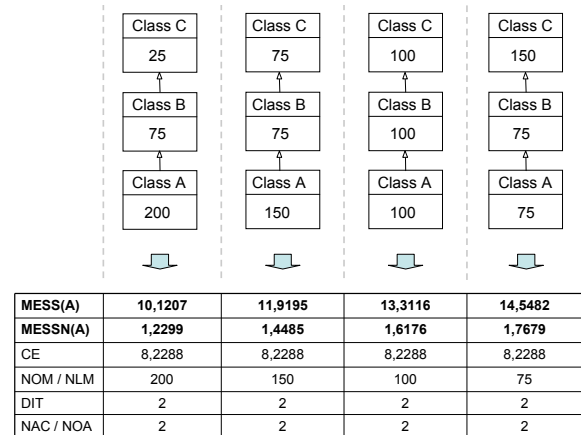 Class C Class C Class C Class C
25 75 100 150
Class B Class B Class B Class B
75 75 100 75
Class A Class A Class A Class A
200 150 100 75
MESS(A) 10,1207 11,9195 13,3116 14,5482
MESSN(A) 1,2299 1,4485 1,6176 1,7679
CE 8,2288 8,2288 8,2288 8,2288
NOM / NLM 200 150 100 75
DIT 2 2 2 2
NAC / NOA 2 2 2 2